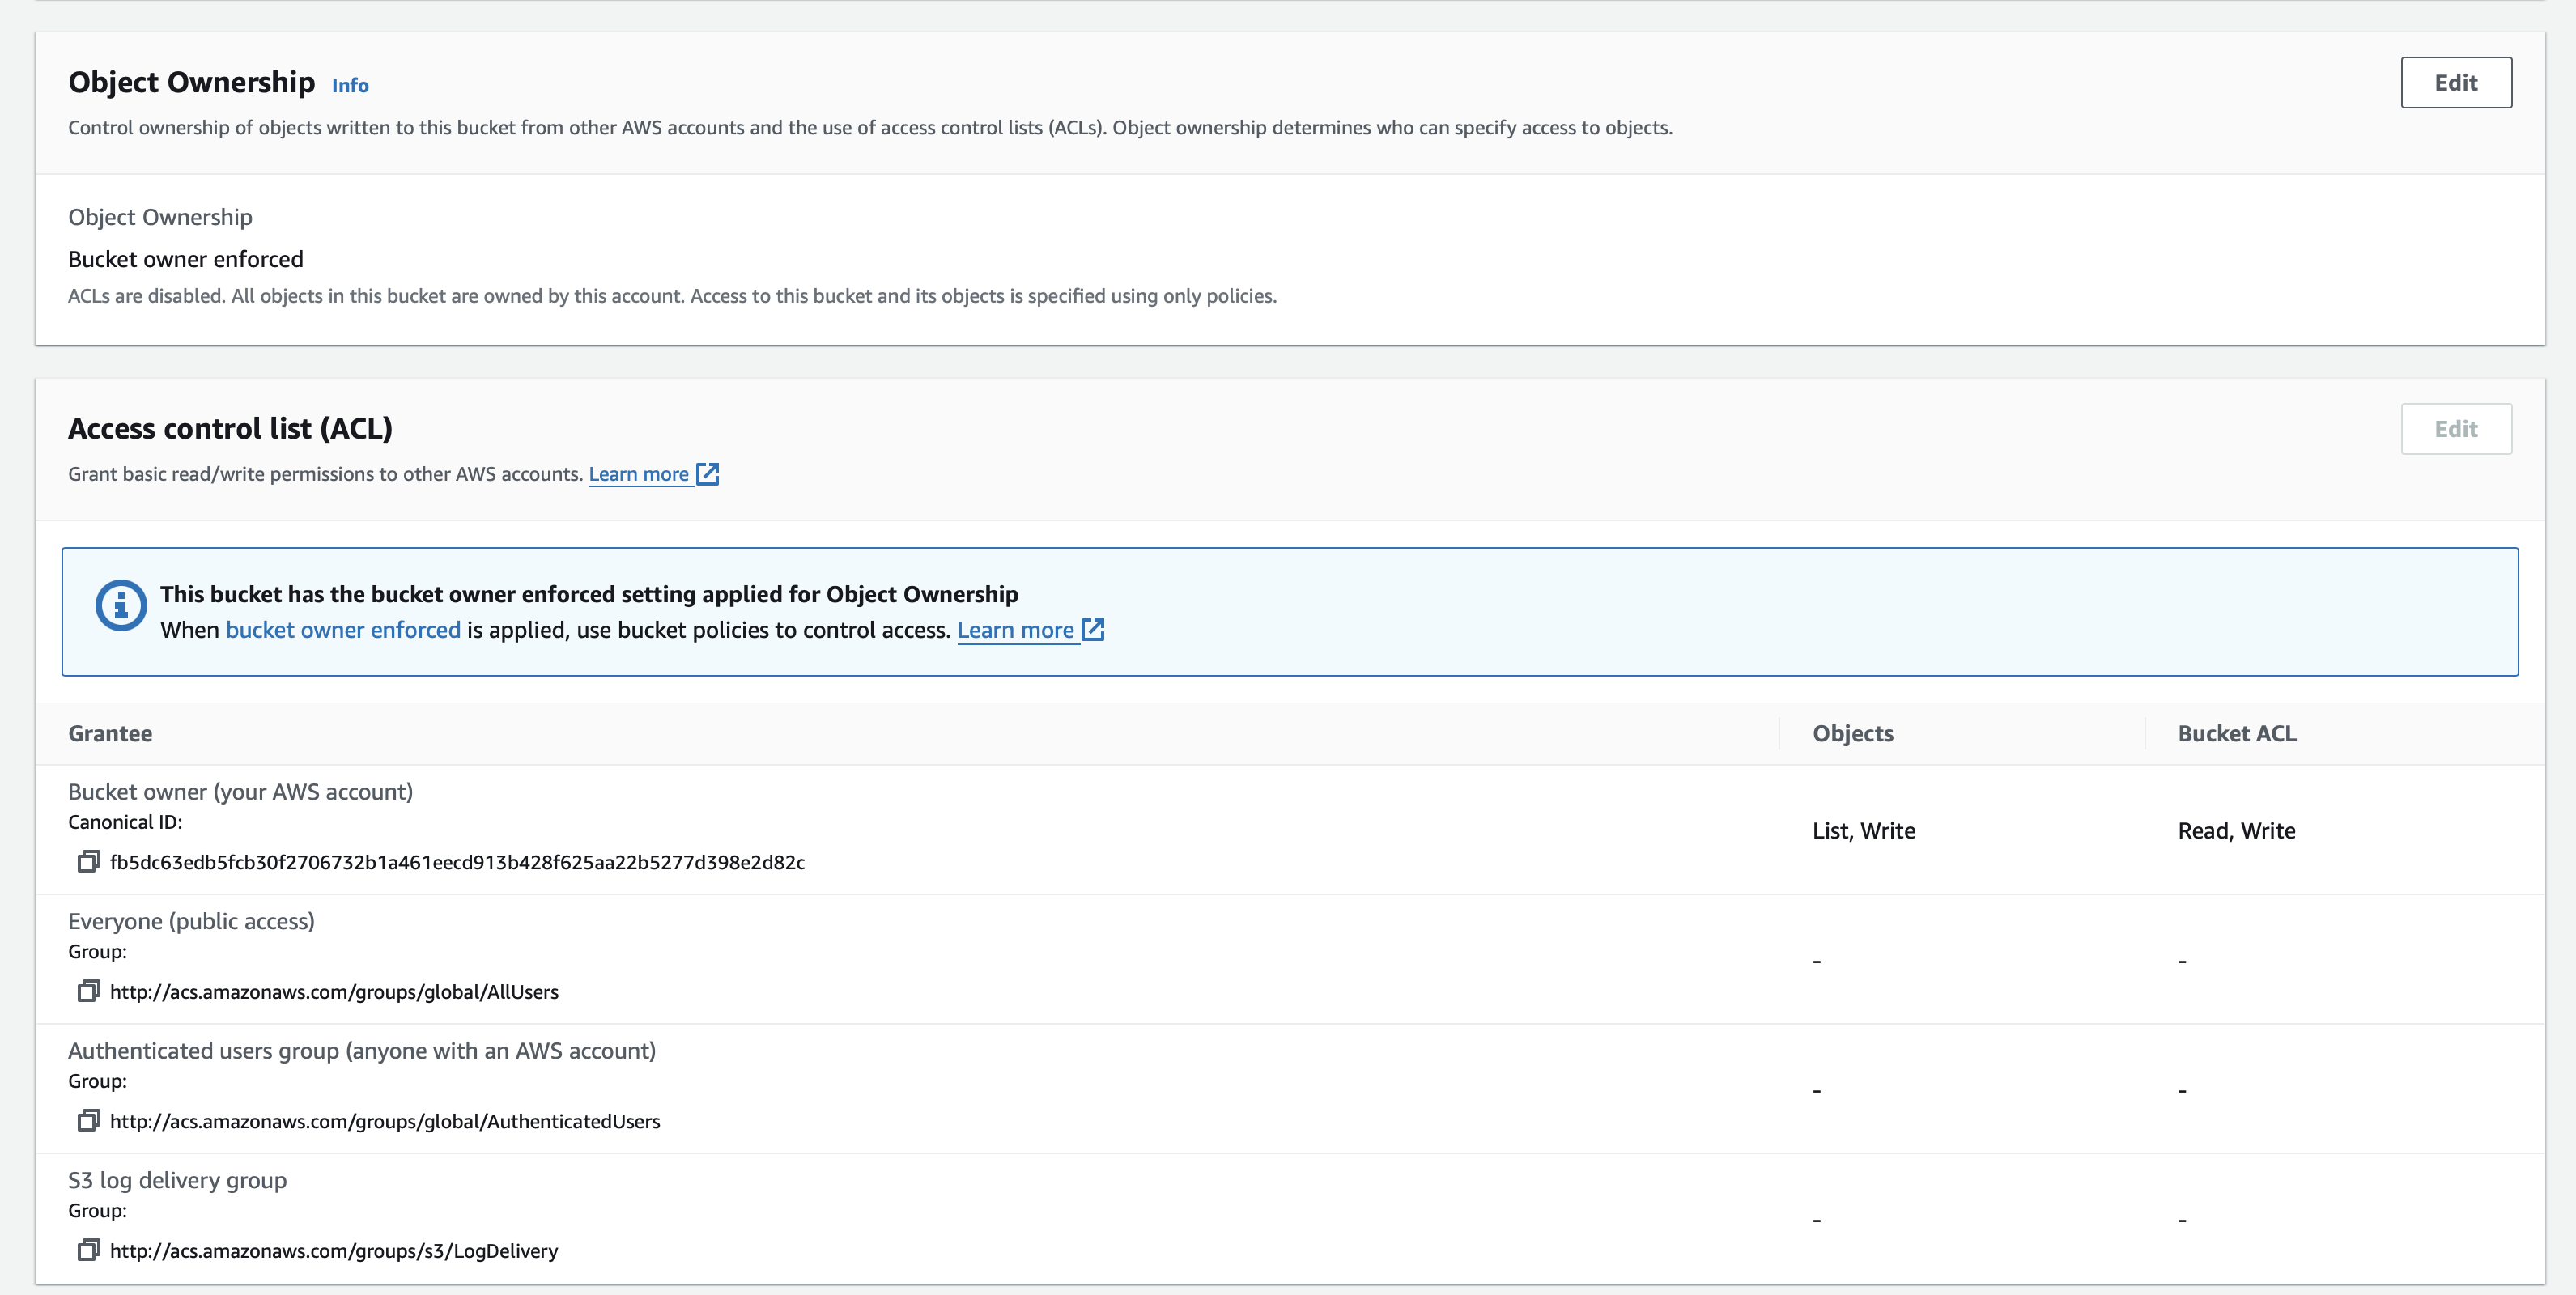 Object Ownership Info
Edit
Control ownership of objects written to this bucket from other AWS accounts and the use of access control lists (ACLs). Object ownership determines who can specify access to objects.
Object Ownership
Bucket owner enforced
ACLs are disabled. All objects in this bucket are owned by this account. Access to this bucket and its objects is specified using only policies.
Access control list (ACL)
Edit
Grant basic read/write permissions to other AWS accounts. Learn more
This bucket has the bucket owner enforced setting applied for Object Ownership
When bucket owner enforced is applied, use bucket policies to control access. Learn more
Grantee Objects Bucket ACL
Bucket owner (your AWS account)
Canonical ID:
List, Write Read, Write
fb5dc63edb5fcb30f2706732b1a461eecd913b428f625aa22b5277d398e2d82c
Everyone (public access)
Group:
- -
http://acs.amazonaws.com/groups/global/AllUsers
Authenticated users group (anyone with an AWS account)
Group:
- -
http://acs.amazonaws.com/groups/global/AuthenticatedUsers
S3 log delivery group
Group:
- -
http://acs.amazonaws.com/groups/s3/LogDelivery